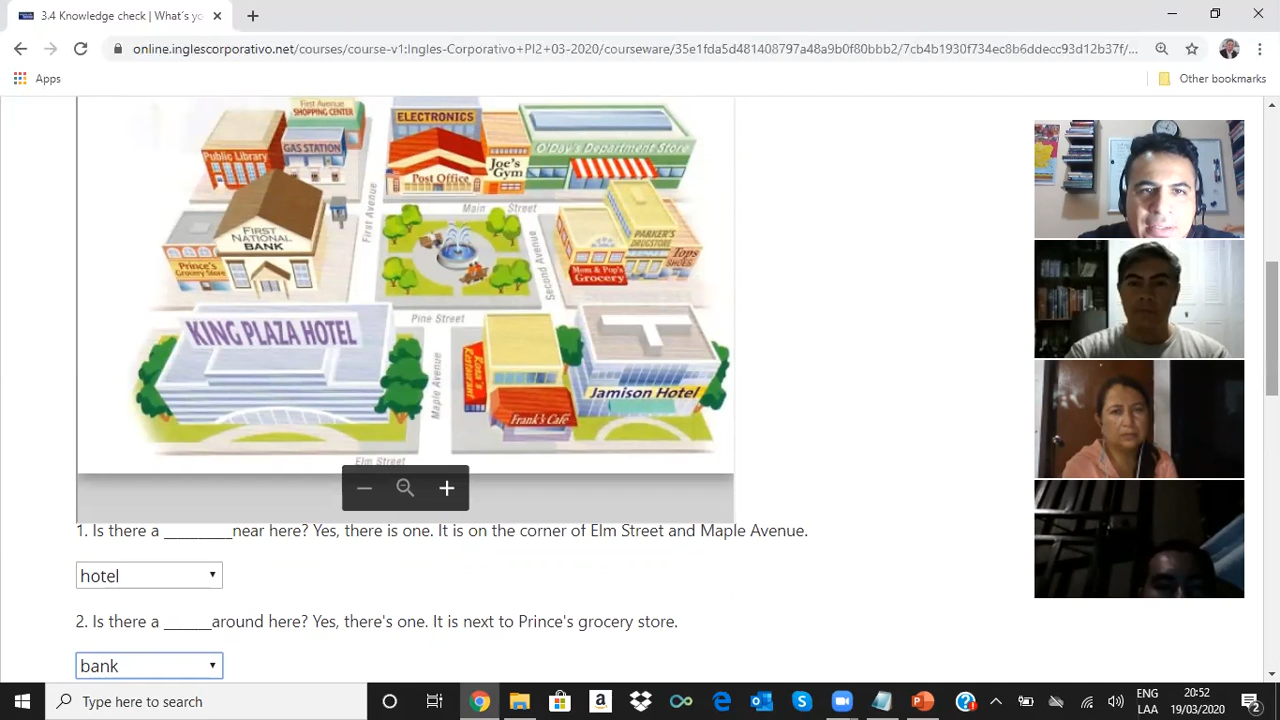 3.4 Knowledge check | What´s yo
online.inglescorporativo.net/courses/course-v1:Ingles-Corporativo+PI2+03-2020/courseware/35e1fda5d481408797a48a9b0f80bbb2/7cb4b1930f734ec8b6ddecc93d12b37f/...
Apps
Other bookmarks
First Avenue
SHOPPING CENTER
ELECTRONICS
Public Library
GAS STATION
Post Office
Joe's
Gym
O'Day's Department Store
First Avenue
Main Street
FIRST
NATIONAL
BANK
Prince's
Grocery Store
Second Avenue
PARKER'S
DRUGSTORE
Tops
SHOES
Mom & Pop's
Grocery
KING PLAZA HOTEL
Pine Street
Maple Avenue
Rosa's
Restaurant
Frank's Café
Jamison Hotel
Elm Street
1. Is there a _________near here? Yes, there is one. It is on the corner of Elm Street and Maple Avenue.
hotel
2. Is there a ______around here? Yes, there's one. It is next to Prince's grocery store.
bank
Type here to search
ENG
LAA
20:52
19/03/2020
2